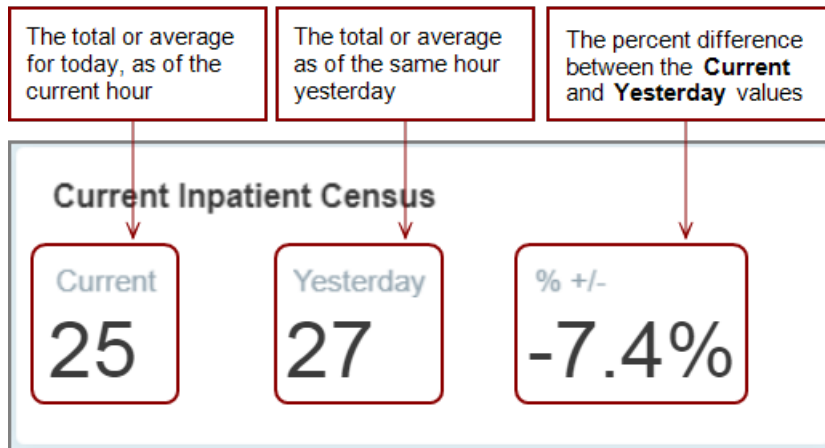 The total or average
for today, as of the
current hour
The total or average
as of the same hour
yesterday
The percent difference
between the Current
and Yesterday values
Current Inpatient Census
Current
Yesterday
% +/-
25
27
-7.4%